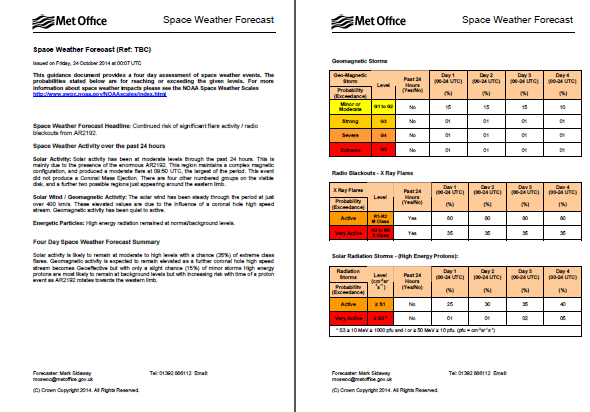 Met Office
Space Weather Forecast
Space Weather Forecast (Ref: TBC)
Issued on Friday, 24 October 2014 at 00:07 UTC
This guidance document provides a four day assessment of space weather events. The
probabilities stated below are for reaching or exceeding the given levels. For more
information about space weather impacts please see the NOAA Space Weather Scales
http://www.swpc.noaa.gov/NOAAscales/index.html
Space Weather Forecast Headline: Continued risk of significant flare activity / radio
blackouts from AR2192.
Space Weather Activity over the past 24 hours
Solar Activity: Solar activity has been at moderate levels through the past 24 hours. This is
mainly due to the presence of the enormous AR2192. This region maintains a complex magnetic
configuration, and produced a moderate flare at 09:50 UTC, the largest of the period. This event
did not produce a Coronal Mass Ejection. There are four other numbered groups on the visible
disk, and a further two possible regions just appearing around the eastern limb.
Solar Wind / Geomagnetic Activity: The solar wind has been steady through the period at just
over 400 km/s. These elevated values are due to the influence of a coronal hole high speed
stream. Geomagnetic activity has been quiet to active.
Energetic Particles: High energy radiation remained at normal/background levels.
Four Day Space Weather Forecast Summary
Solar activity is likely to remain at moderate to high levels with a chance (35%) of extreme class
flares. Geomagnetic activity is expected to remain elevated as a further coronal hole high speed
stream becomes Geoeffective but with only a slight chance (15%) of minor storms High energy
protons are most likely to remain at background levels but with increasing risk with time of a proton
event as AR2192 rotates towards the western limb.
Forecaster: Mark Sidaway Tel: 01392 Email:
moswoc@metoffice.gov.uk
(C) Crown Copyright 2014. All Rights Reserved.
Met Office
Space Weather Forecast
Geomagnetic Storms
Geo-Magnetic Storm Probability (Exceedance) Level Past 24 Hours (Yes/No) Day 1 (00-24 UTC) (%) Day 2 (00-24 UTC) (%) Day 3 (00-24 UTC) (%) Day 4 (00-24 UTC) (%)
Minor or Moderate G1 to G2 No 15 15 15 10
Strong G3 No 01 01 01 01
Severe G4 No 01 01 01 01
Extreme G5 No 01 01 01 01
Radio Blackouts - X Ray Flares
X Ray Flares Probability (Exceedance) Level Past 24 Hours (Yes/No) Day 1 (00-24 UTC) (%) Day 2 (00-24 UTC) (%) Day 3 (00-24 UTC) (%) Day 4 (00-24 UTC) (%)
Active R1-R2 M Class Yes 80 80 80 80
Very Active R3 to R5 X Class Yes 35 35 35 35
Solar Radiation Storms - (High Energy Protons):
Radiation Storms Probability (Exceedance) Level Past 24 Hours (Yes/No) Day 1 (00-24 UTC) (%) Day 2 (00-24 UTC) (%) Day 3 (00-24 UTC) (%) Day 4 (00-24 UTC) (%)
Active ≥ S1 No 25 30 35 40
Very Active No 01 01 02 05
* S3 ≥ 10 MeV ≥ 1000 pfu and / or ≥ 50 MeV ≥ 10 pfu.
Forecaster: Mark Sidaway Tel: 01392 Email:
moswoc@metoffice.gov.uk
(C) Crown Copyright 2014. All Rights Reserved.